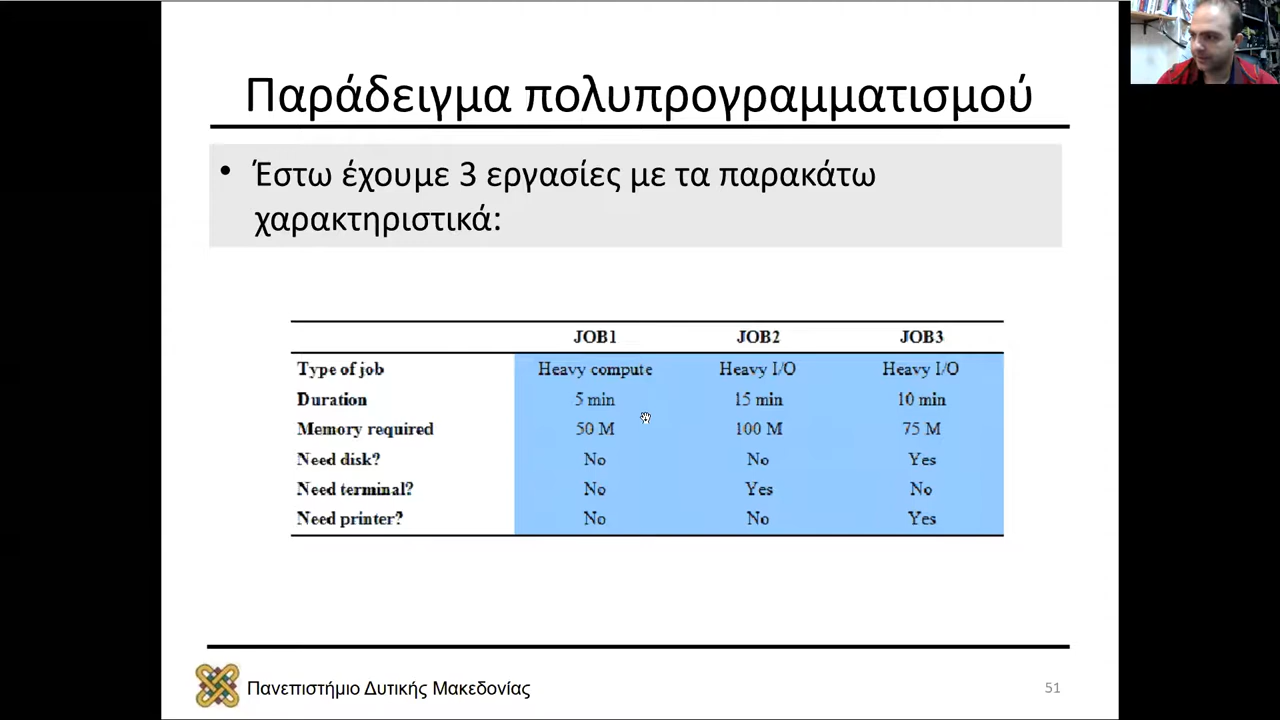 Παράδειγμα πολυπρογραμματισμού
• Έστω έχουμε 3 εργασίες με τα παρακάτω
χαρακτηριστικά:
JOB1 JOB2 JOB3
Type of job Heavy compute Heavy I/O Heavy I/O
Duration 5 min 15 min 10 min
Memory required 50 M 100 M 75 M
Need disk? No No Yes
Need terminal? No Yes No
Need printer? No No Yes
Πανεπιστήμιο Δυτικής Μακεδονίας
51